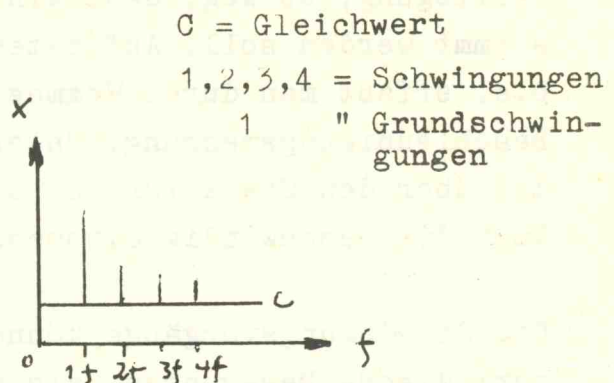 C = Gleichwert
1,2,3,4 = Schwingungen
1 " Grundschwin-
gungen
x
C
0
f
1f 2f 3f 4f